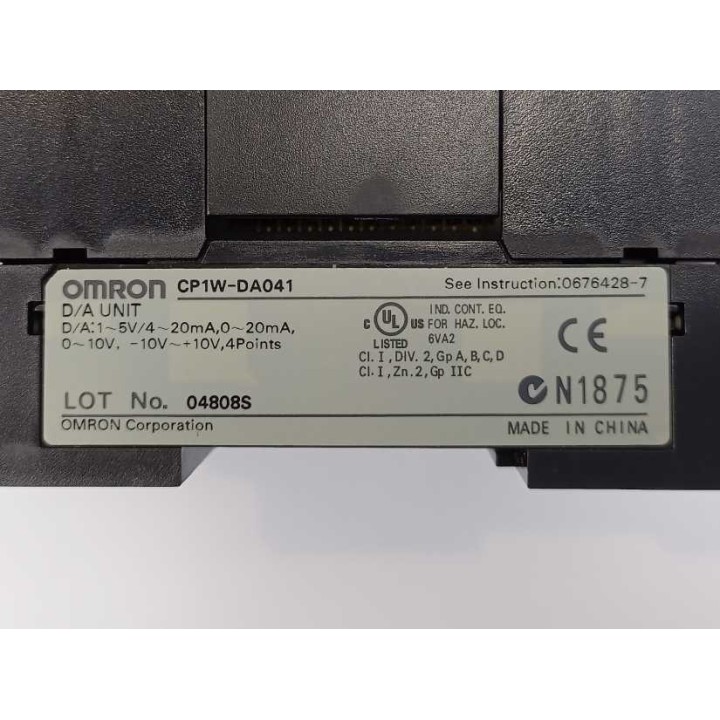 OMRON CP1W-DA041 See Instruction:0676428-7
D/A UNIT
D/A:1~5V/4~20mA,0~20mA,
0~10V, -10V~+10V,4Points
C UL US LISTED
IND. CONT. EQ.
FOR HAZ. LOC.
6VA2
Cl. I, DIV. 2, Gp A, B, C, D
Cl. I, Zn. 2, Gp IIC
CE
N1875
LOT No. 04808S
OMRON Corporation
MADE IN CHINA